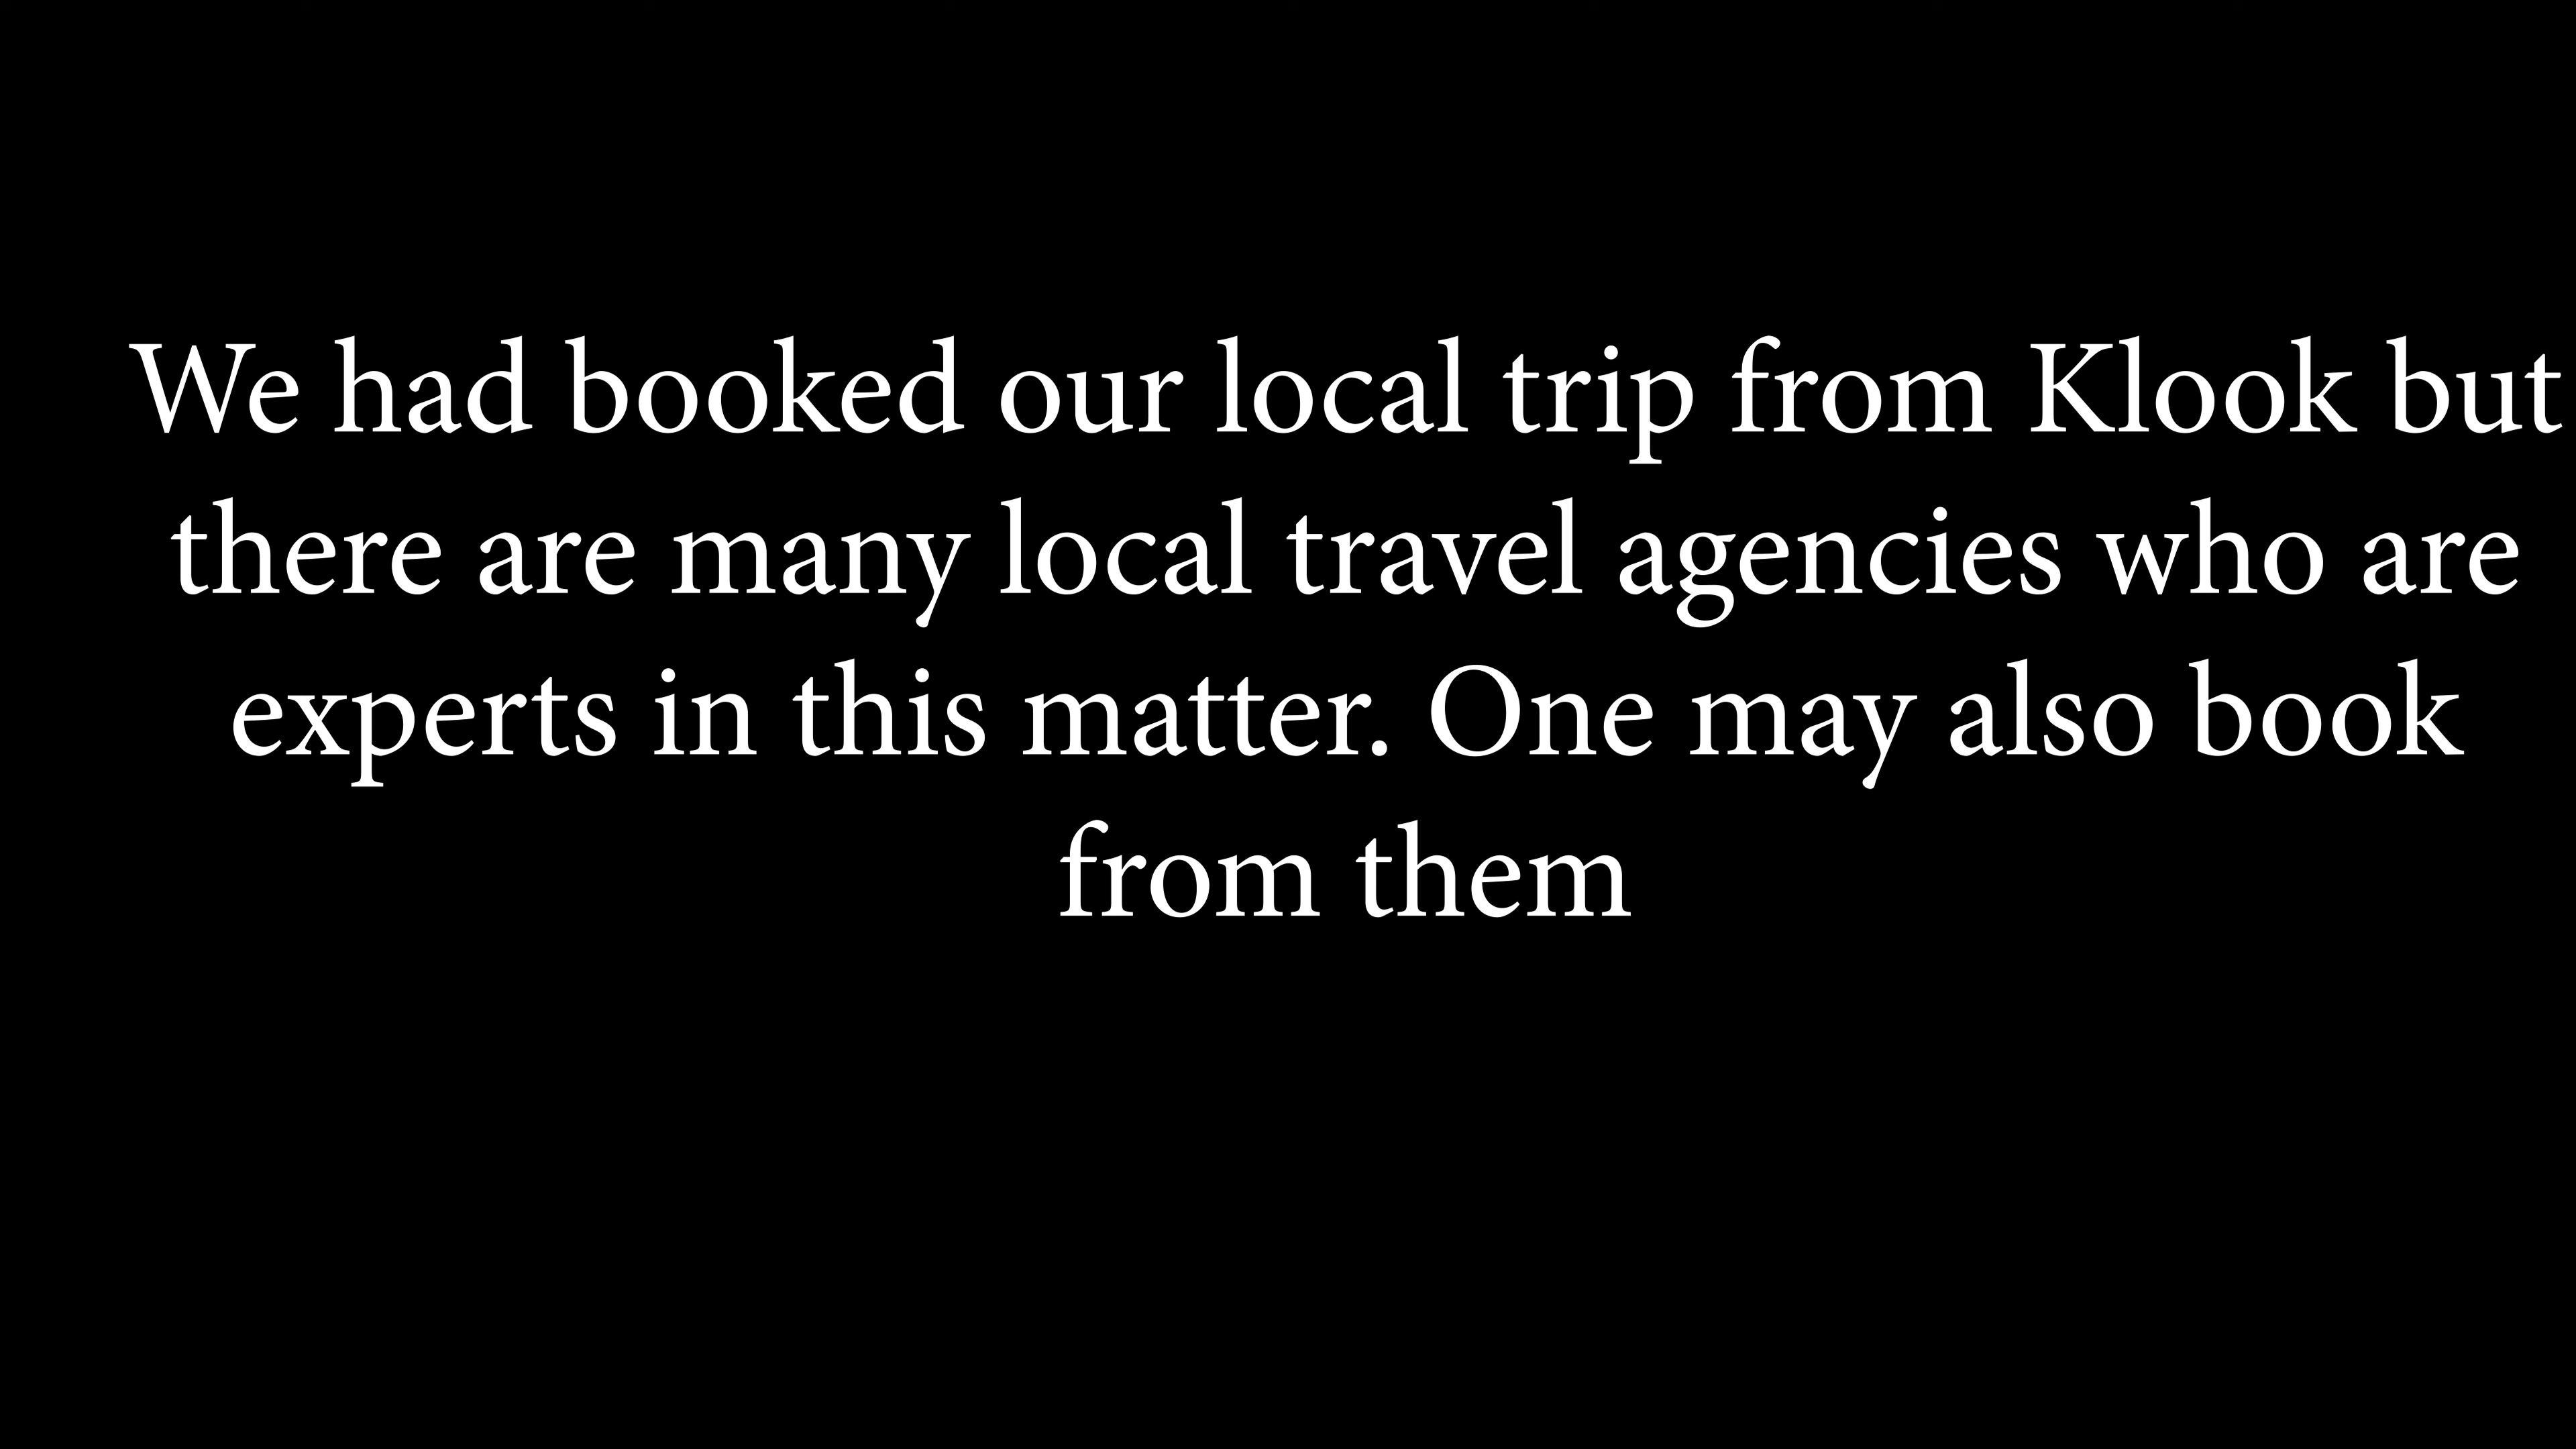 We had booked our local trip from Klook but
there are many local travel agencies who are
experts in this matter. One may also book
from them